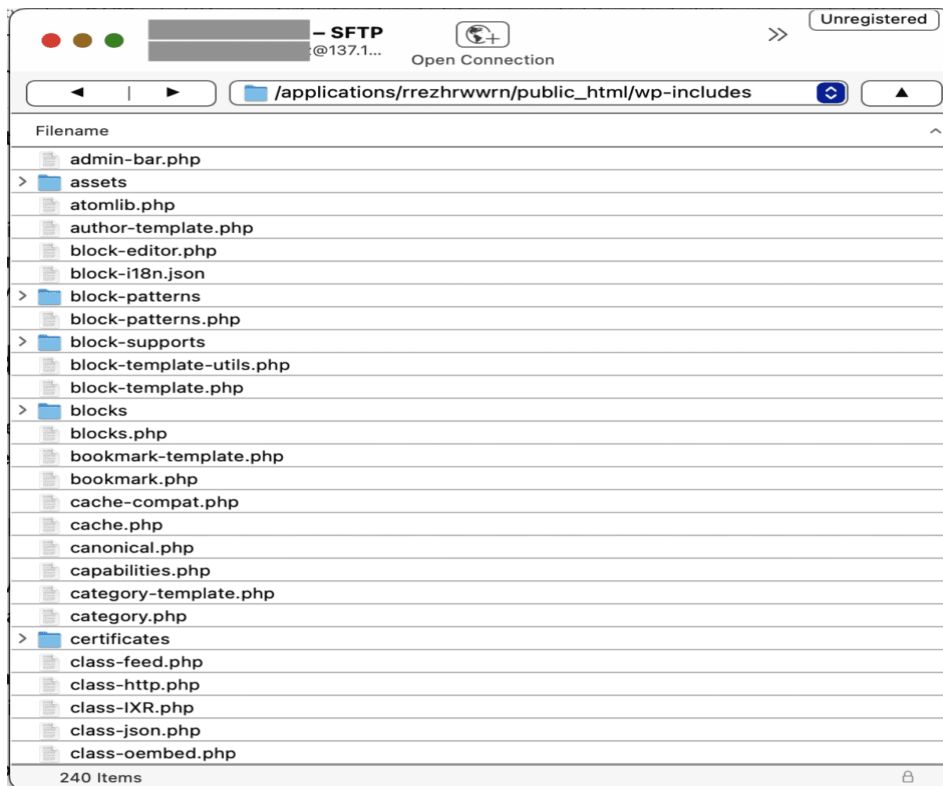 – SFTP
Unregistered
@137.1...
Open Connection
/applications/rrezhrwwrn/public_html/wp-includes
Filename
admin-bar.php
assets
atomlib.php
author-template.php
block-editor.php
block-i18n.json
block-patterns
block-patterns.php
block-supports
block-template-utils.php
block-template.php
blocks
blocks.php
bookmark-template.php
bookmark.php
cache-compat.php
cache.php
canonical.php
capabilities.php
category-template.php
category.php
certificates
class-feed.php
class-http.php
class-IXR.php
class-json.php
class-oembed.php
240 Items